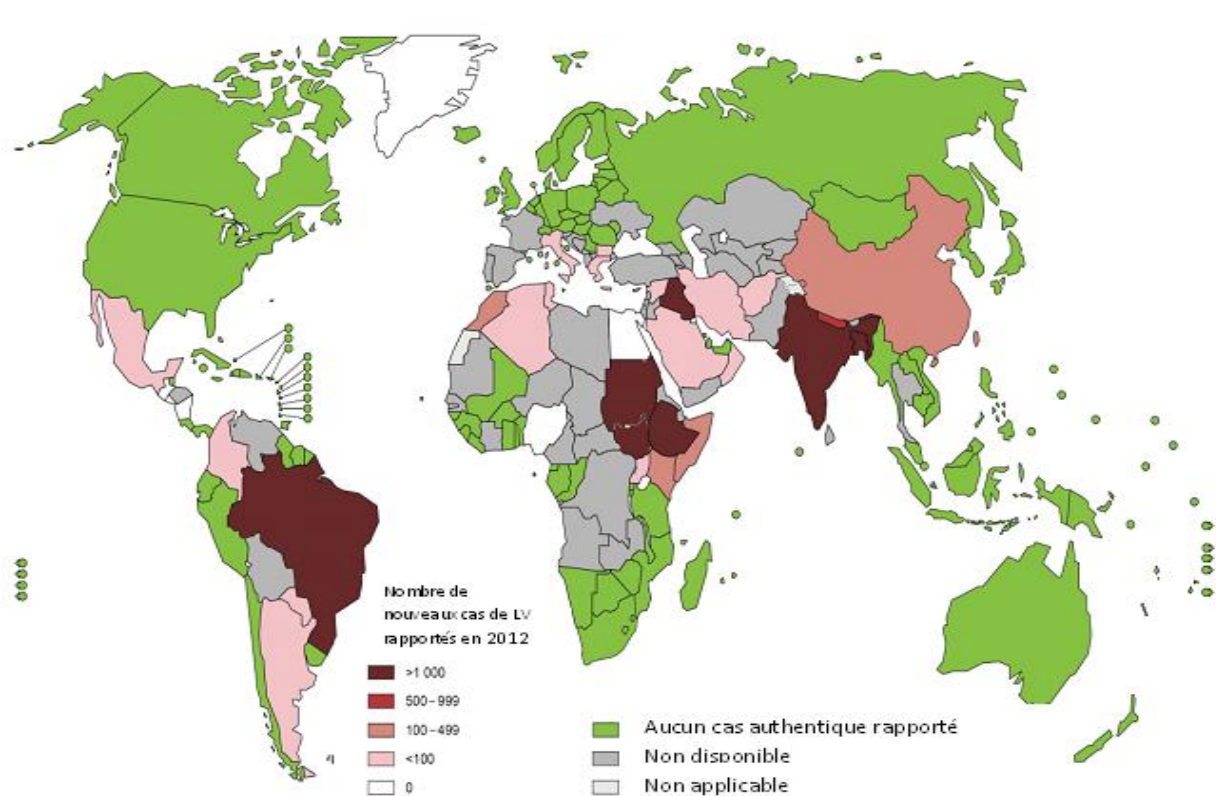 Nombre de
nouveaux cas de LV
rapportés en 2012
>1 000
500–999
100–499
<100
0
Aucun cas authentique rapporté
Non disponible
Non applicable